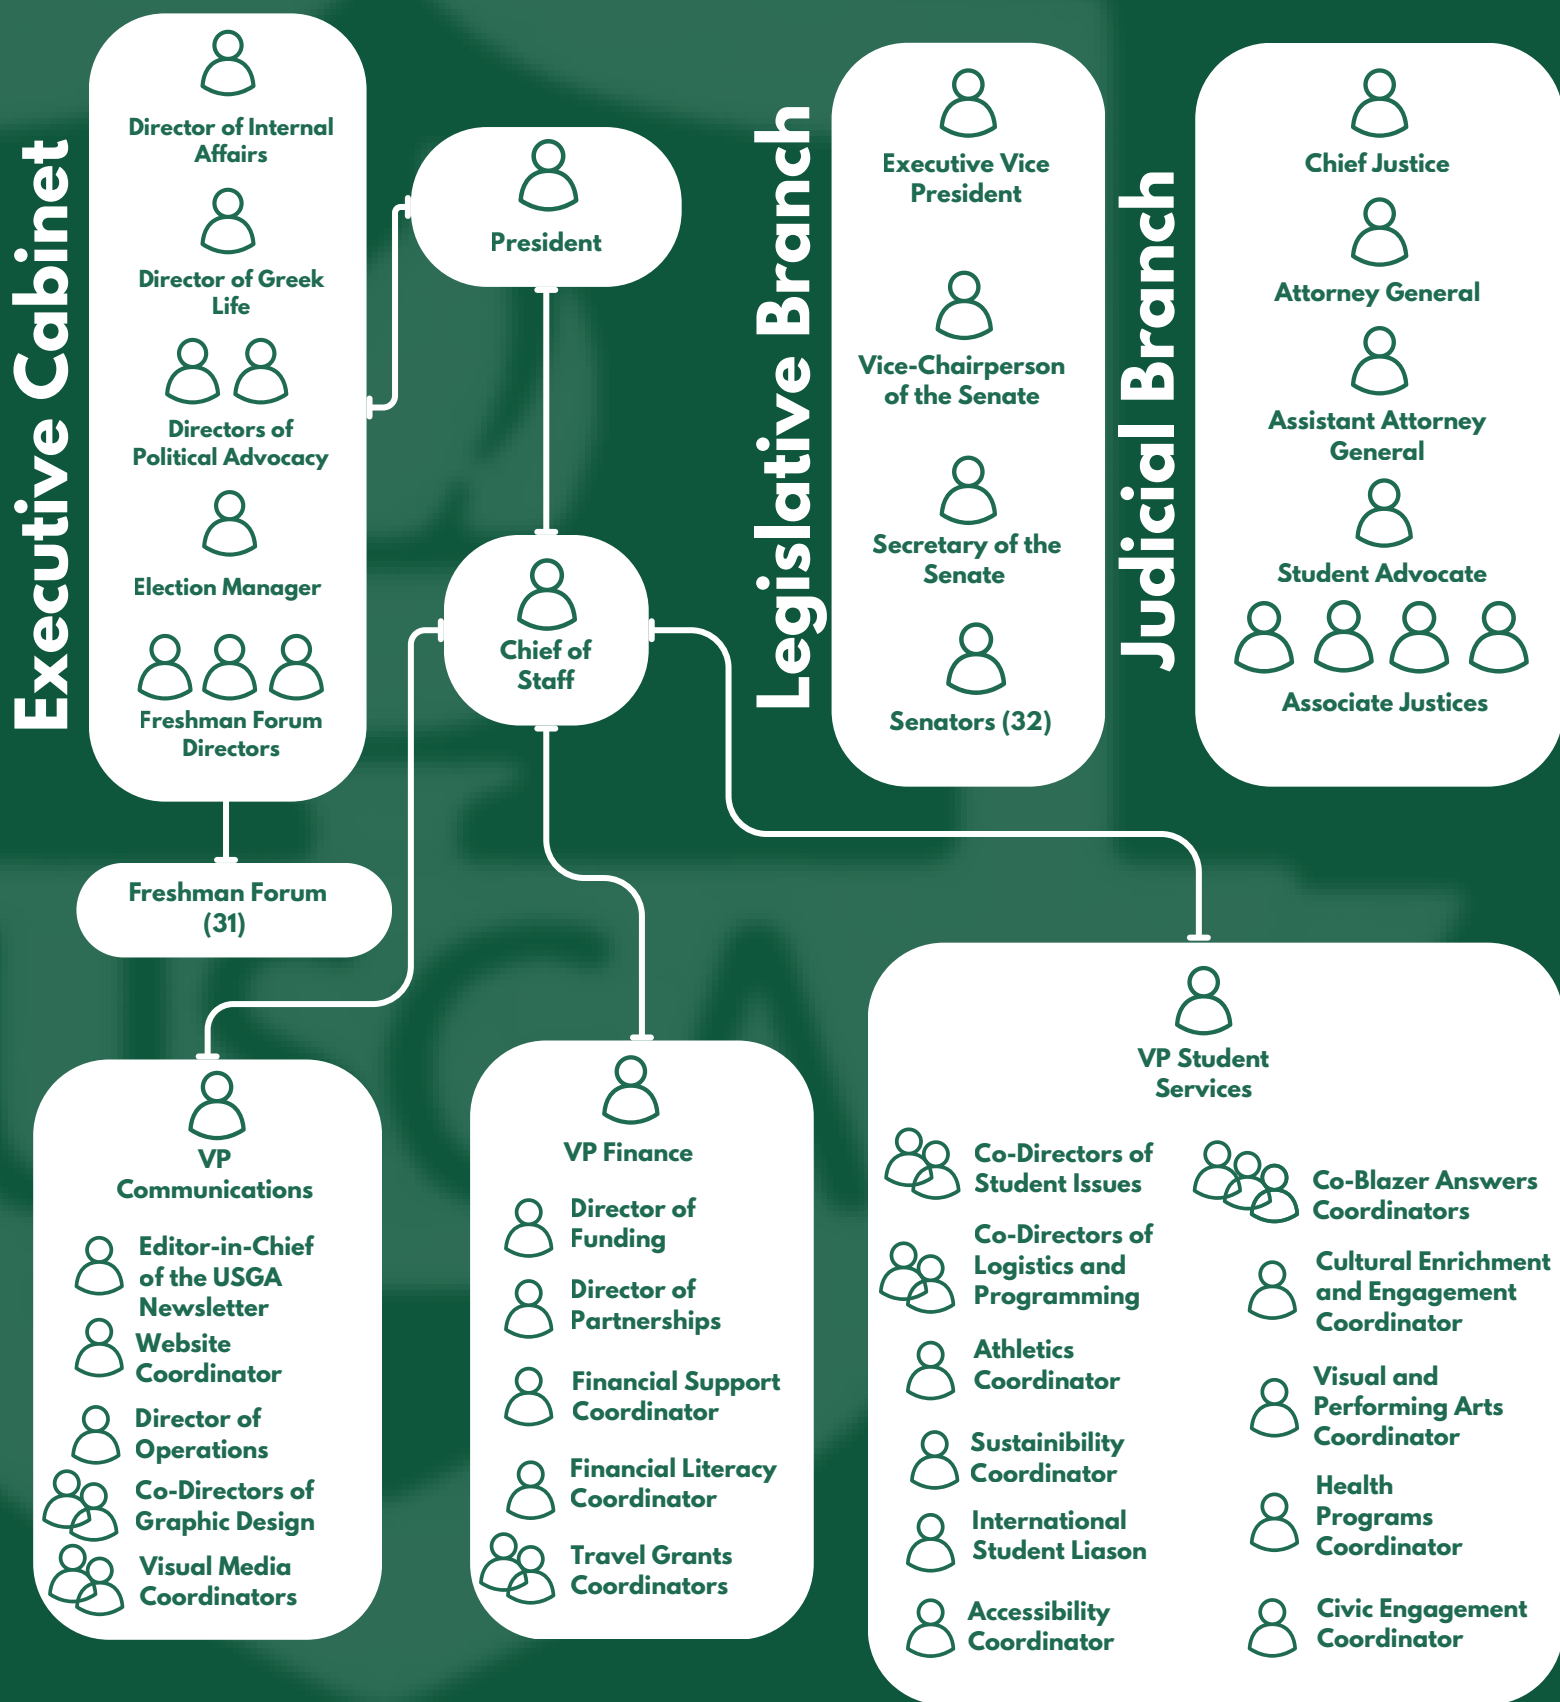 Executive Cabinet
Director of Internal
Affairs
Director of Greek
Life
Directors of
Political Advocacy
Election Manager
Freshman Forum
Directors
Freshman Forum
(31)
President
Chief of
Staff
Legislative Branch
Executive Vice
President
Vice-Chairperson
of the Senate
Secretary of the
Senate
Senators (32)
Judicial Branch
Chief Justice
Attorney General
Assistant Attorney
General
Student Advocate
Associate Justices
VP
Communications
Editor-in-Chief
of the USGA
Newsletter
Website
Coordinator
Director of
Operations
Co-Directors of
Graphic Design
Visual Media
Coordinators
VP Finance
Director of
Funding
Director of
Partnerships
Financial Support
Coordinator
Financial Literacy
Coordinator
Travel Grants
Coordinators
VP Student
Services
Co-Directors of
Student Issues
Co-Directors of
Logistics and
Programming
Athletics
Coordinator
Sustainibility
Coordinator
International
Student Liason
Accessibility
Coordinator
Co-Blazer Answers
Coordinators
Cultural Enrichment
and Engagement
Coordinator
Visual and
Performing Arts
Coordinator
Health
Programs
Coordinator
Civic Engagement
Coordinator
USGA